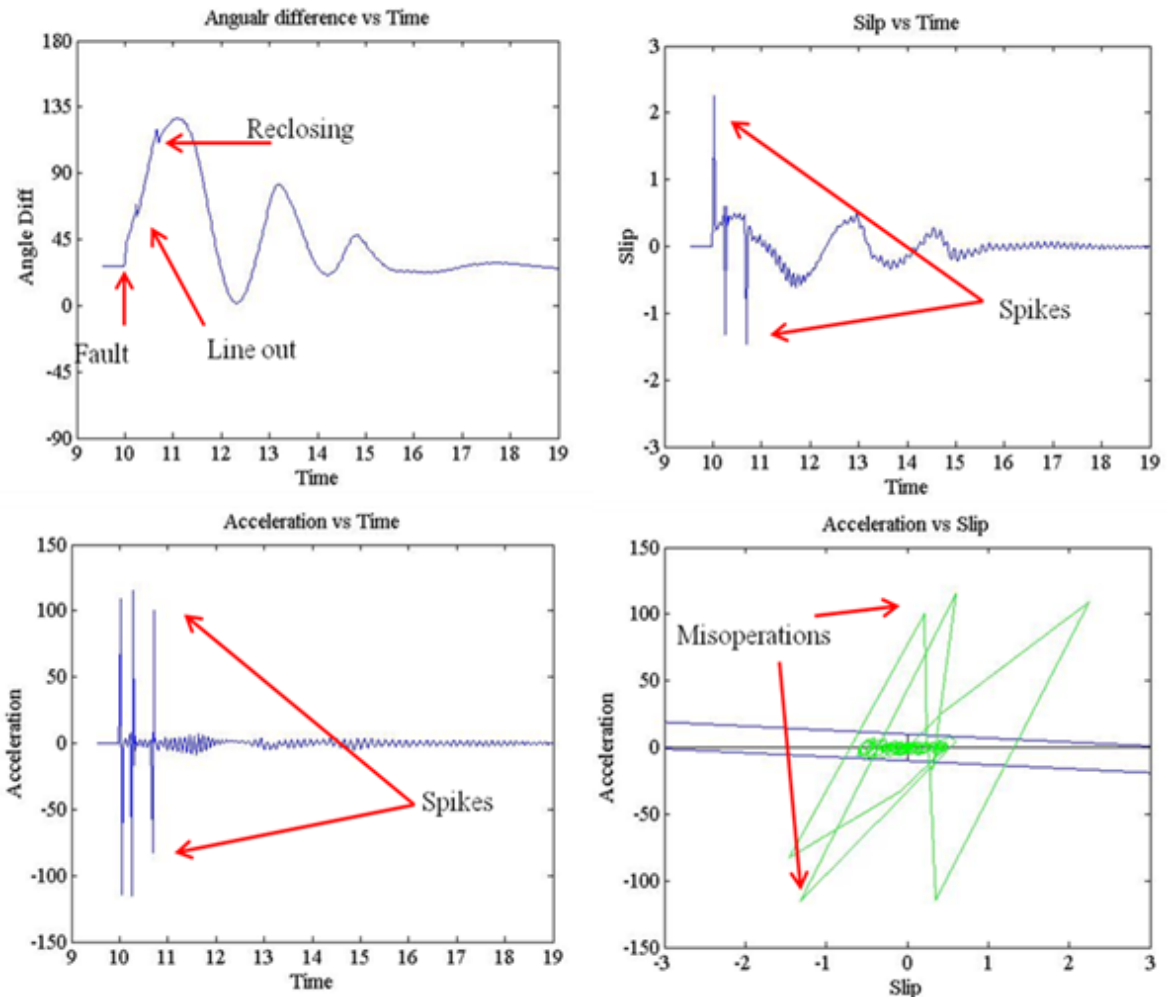 Angualr difference vs Time
180
135
90
45
0
-45
-90
Angle Diff
Reclosing
Line out
Fault
9 10 11 12 13 14 15 16 17 18 19
Time
Silp vs Time
3
2
1
0
-1
-2
-3
Slip
Spikes
9 10 11 12 13 14 15 16 17 18 19
Time
Acceleration vs Time
150
100
50
0
-50
-100
-150
Acceleration
Spikes
9 10 11 12 13 14 15 16 17 18 19
Time
Acceleration vs Slip
150
100
50
0
-50
-100
-150
Acceleration
Misoperations
-3 -2 -1 0 1 2 3
Slip